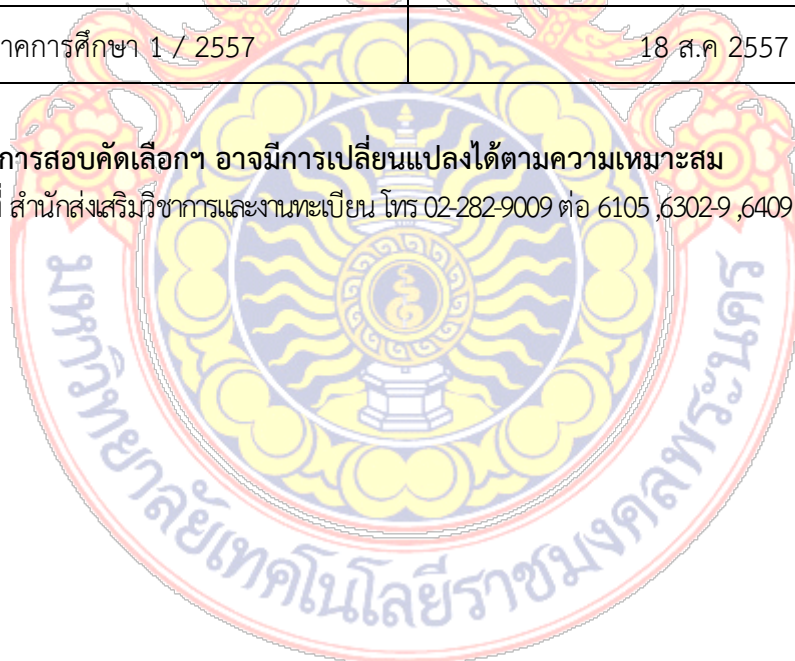 าคการศึกษา 1 / 2557
18 ส.ค 2557
การสอบคัดเลือกฯ อาจมีการเปลี่ยนแปลงได้ตามความเหมาะสม
ี่ สำนักส่งเสริมวิชาการและงานทะเบียน โทร 02-282-9009 ต่อ 6105 ,6302-9 ,6409
มหาวิทยาลัยเทคโนโลยีราชมงคลพระนคร